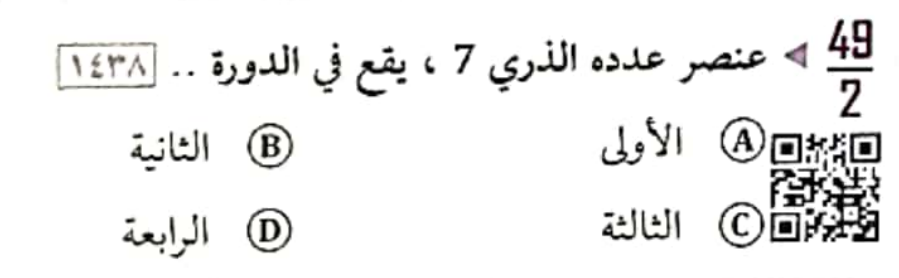 49
2
◄ عنصر عدده الذري 7 ، يقع في الدورة .. ١٤٣٨
A الأولى
B الثانية
C الثالثة
D الرابعة